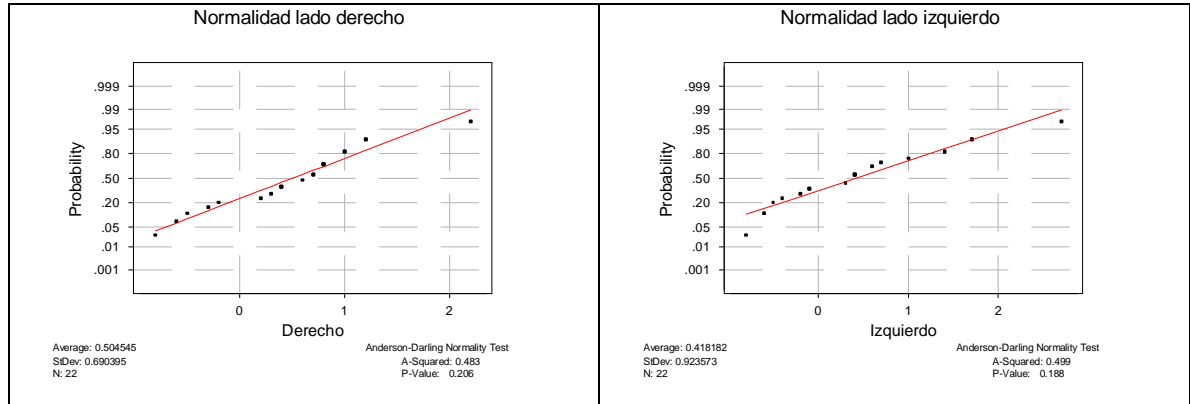 Normalidad lado derecho
.999
.99
.95
.80
.50
.20
.05
.01
.001
Probability
0 1 2
Derecho
Average: 0.504545
StDev: 0.690395
N: 22
Anderson-Darling Normality Test
A-Squared: 0.483
P-Value: 0.206
Normalidad lado izquierdo
.999
.99
.95
.80
.50
.20
.05
.01
.001
Probability
0 1 2
Izquierdo
Average: 0.418182
StDev: 0.923573
N: 22
Anderson-Darling Normality Test
A-Squared: 0.499
P-Value: 0.188